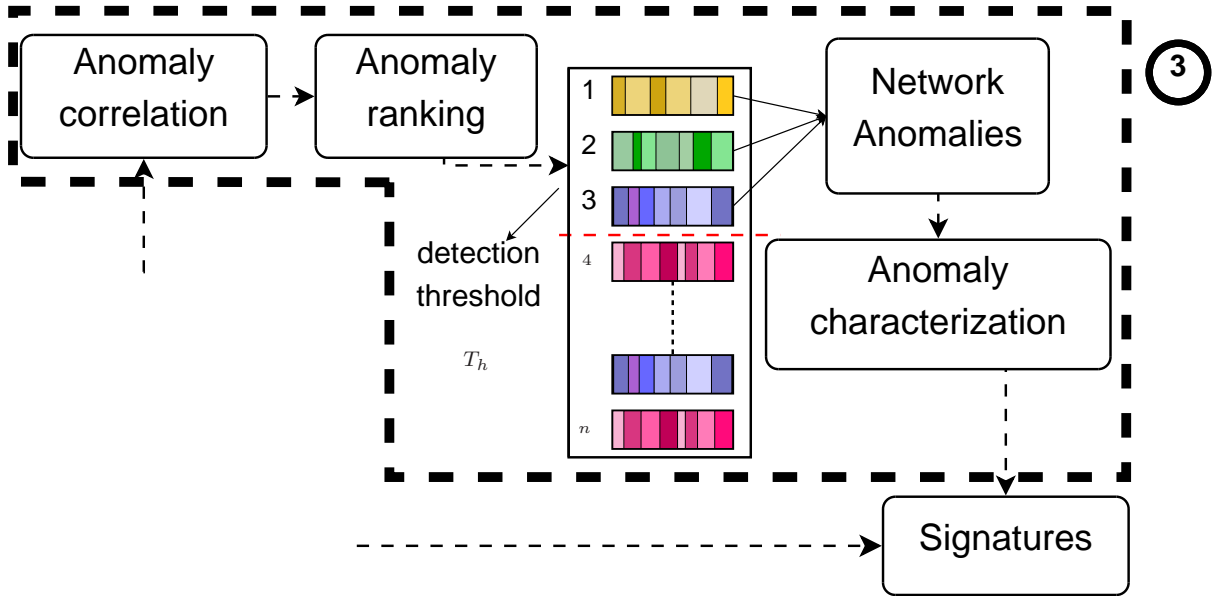 Anomaly
correlation
Anomaly
ranking
1
2
3
4
n
detection
threshold
T_h
Network
Anomalies
Anomaly
characterization
Signatures
3